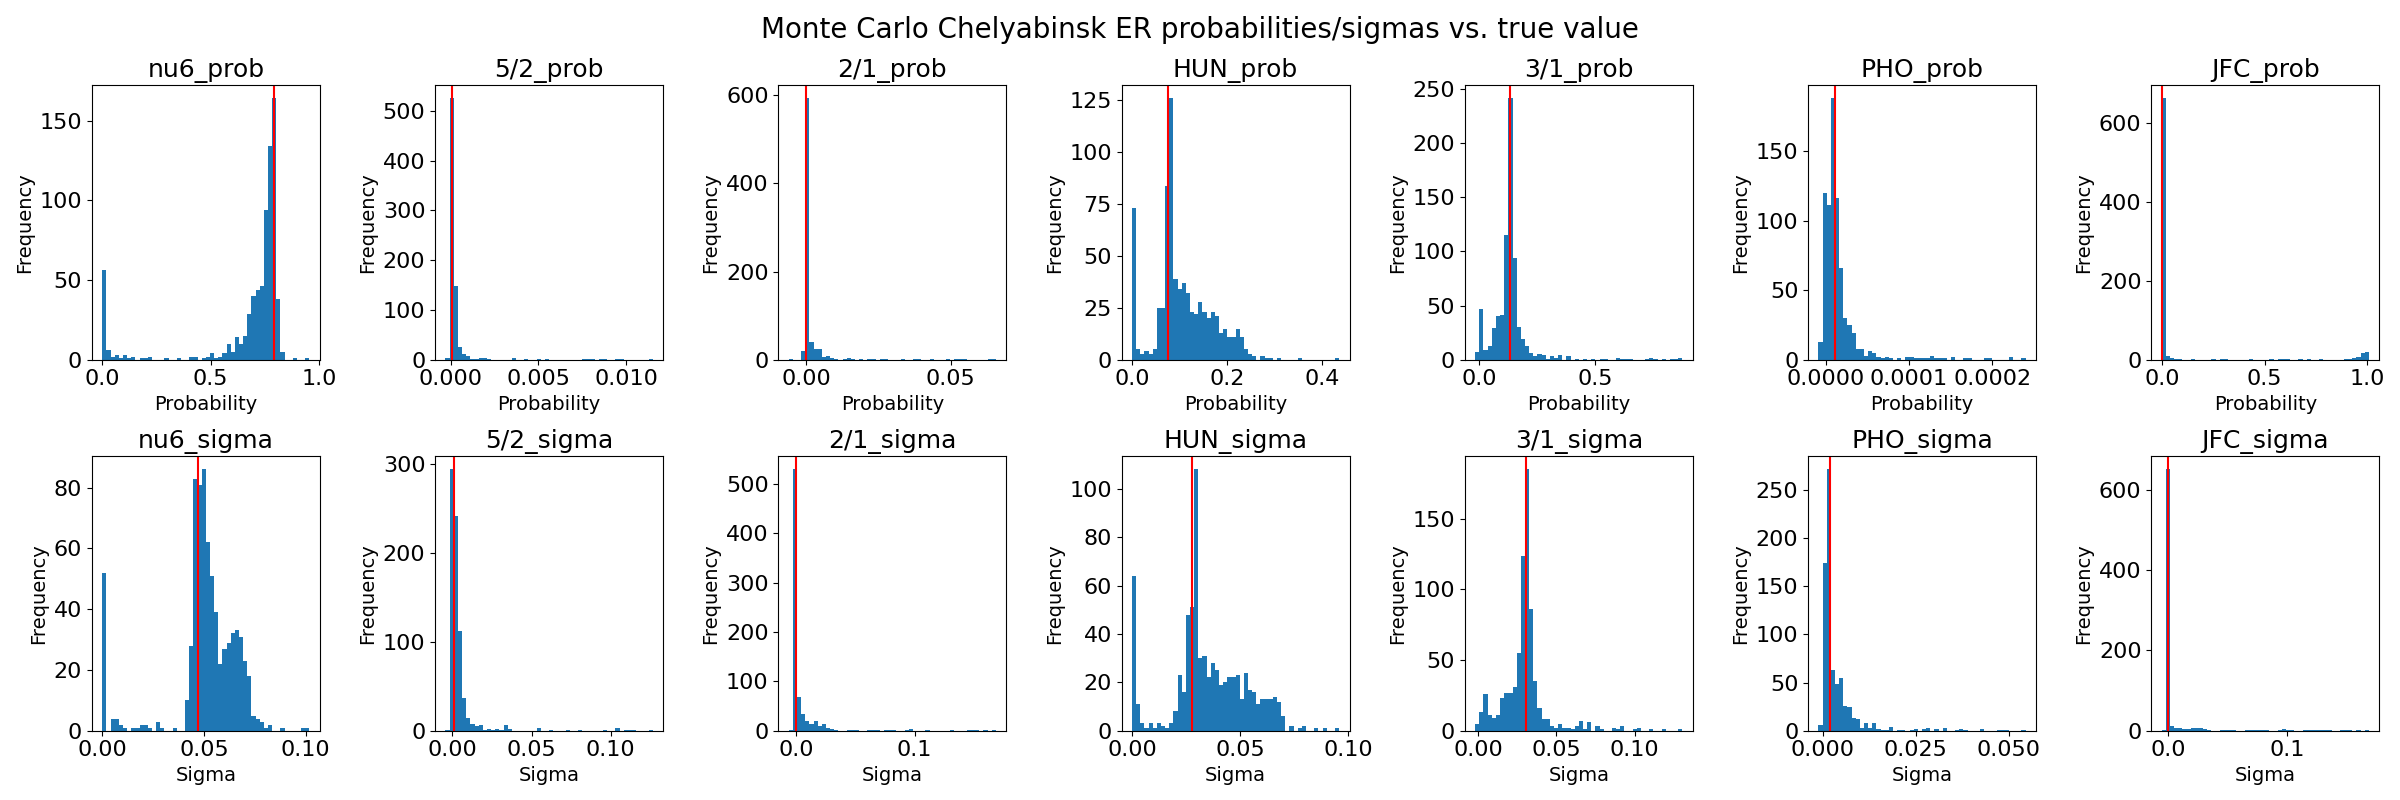 Monte Carlo Chelyabinsk ER probabilities/sigmas vs. true value
nu6_prob 5/2_prob 2/1_prob HUN_prob 3/1_prob PHO_prob JFC_prob
Frequency Frequency Frequency Frequency Frequency Frequency Frequency
150 100 50 0
500 400 300 200 100 0
600 400 200 0
125 100 75 50 25 0
250 200 150 100 50 0
150 100 50 0
600 400 200 0
0.0 0.5 1.0 0.000 0.005 0.010 0.00 0.05 0.0 0.2 0.4 0.0 0.5 0.0000 0.0001 0.0002 0.0 0.5 1.0
Probability Probability Probability Probability Probability Probability Probability
nu6_sigma 5/2_sigma 2/1_sigma HUN_sigma 3/1_sigma PHO_sigma JFC_sigma
Frequency Frequency Frequency Frequency Frequency Frequency Frequency
80 60 40 20 0
300 200 100 0
500 400 300 200 100 0
100 80 60 40 20 0
150 100 50 0
250 200 150 100 50 0
600 400 200 0
0.00 0.05 0.10 0.00 0.05 0.10 0.0 0.1 0.00 0.05 0.10 0.00 0.05 0.10 0.000 0.025 0.050 0.0 0.1
Sigma Sigma Sigma Sigma Sigma Sigma Sigma